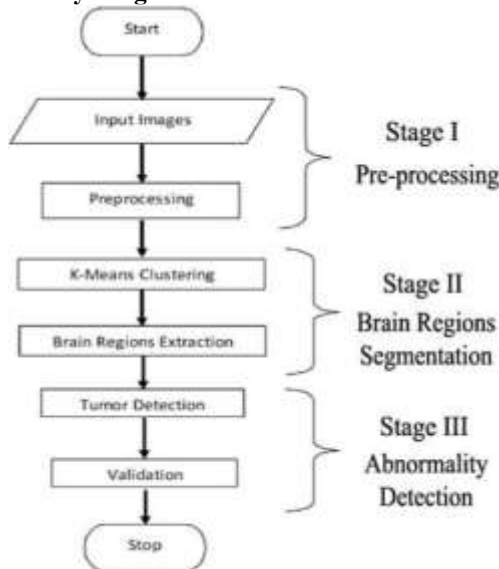 Start
Input Images
Preprocessing
K-Means Clustering
Brain Regions Extraction
Tumor Detection
Validation
Stop
Stage I
Pre-processing
Stage II
Brain Regions
Segmentation
Stage III
Abnormality
Detection